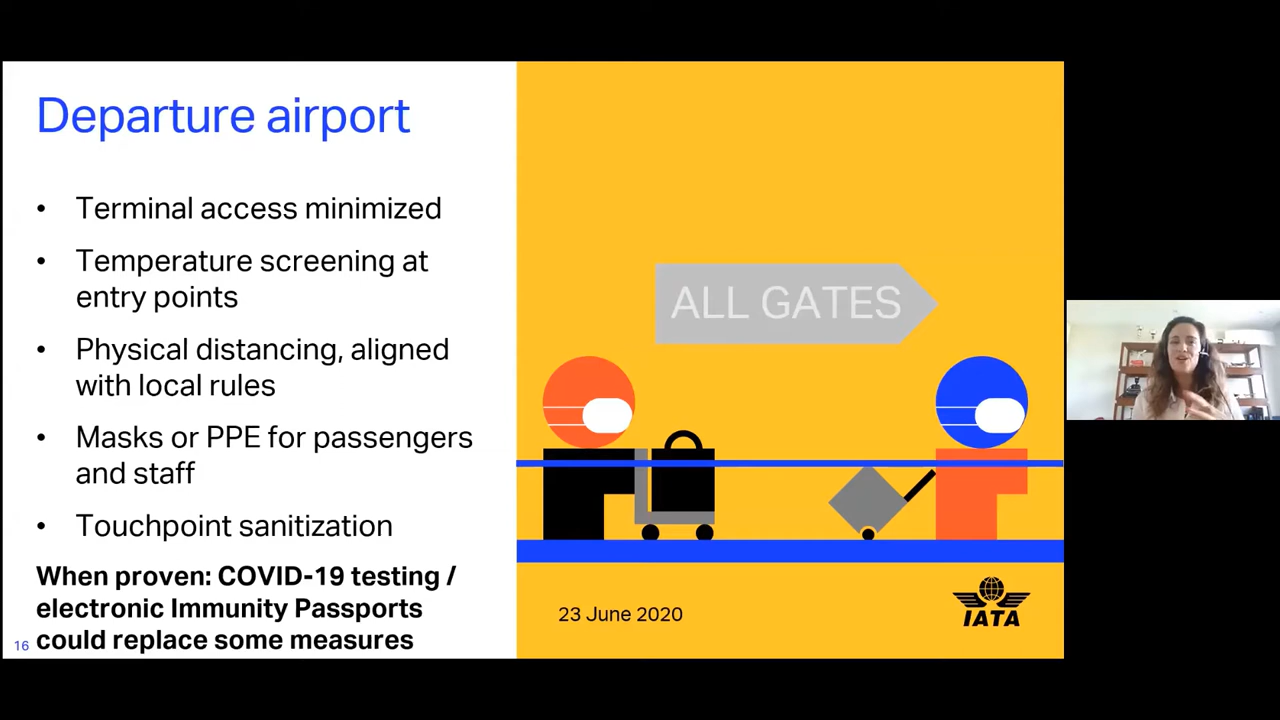 Departure airport
• Terminal access minimized
• Temperature screening at
entry points
• Physical distancing, aligned
with local rules
• Masks or PPE for passengers
and staff
• Touchpoint sanitization
When proven: COVID-19 testing /
electronic Immunity Passports
could replace some measures
16
ALL GATES
23 June 2020
IATA